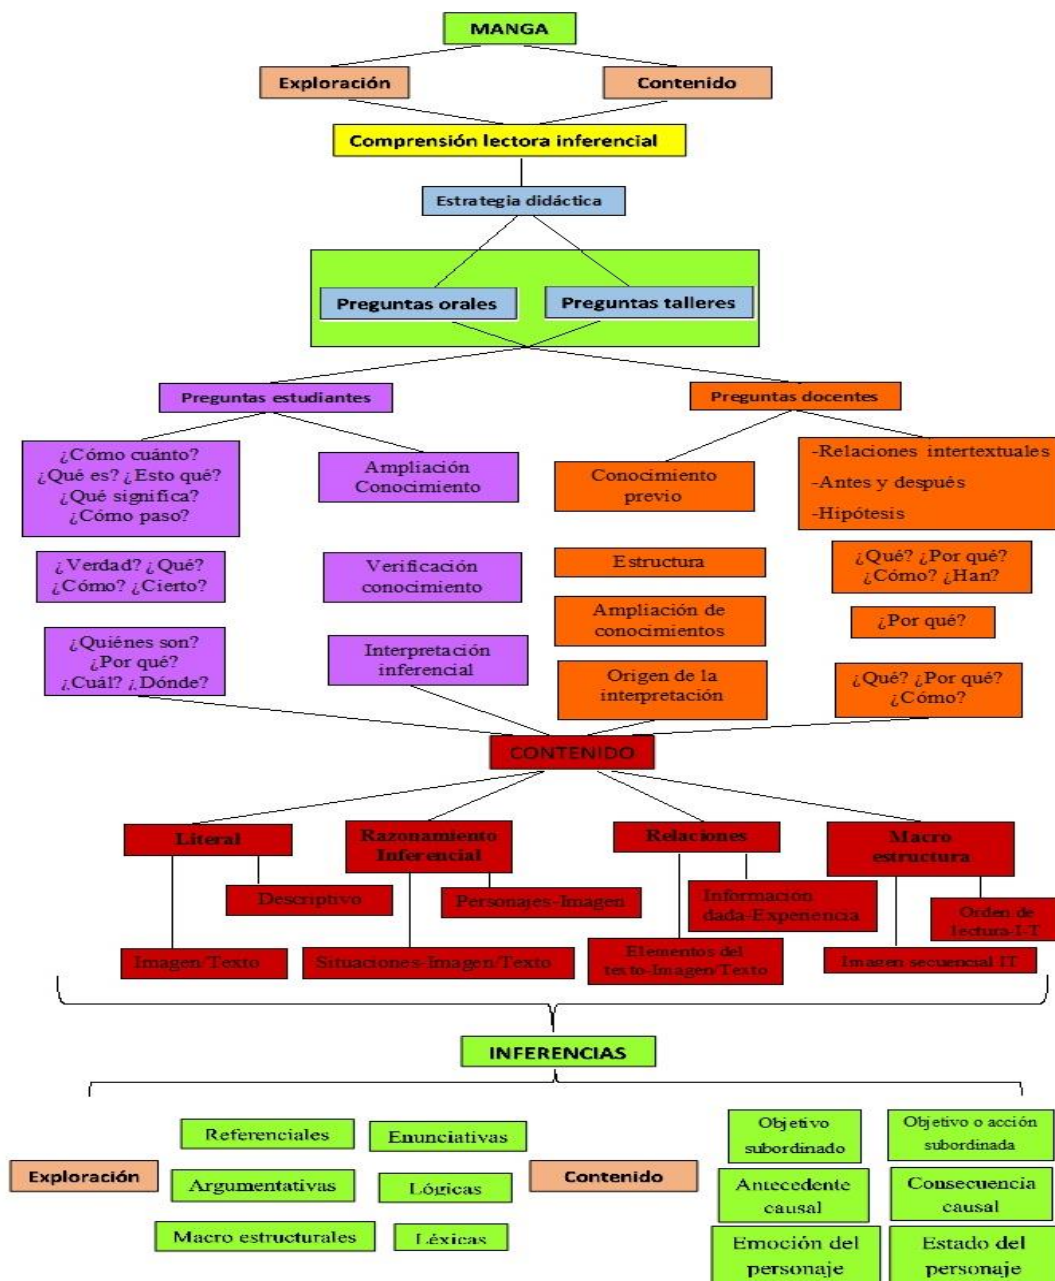 MANGA
Exploración
Contenido
Comprensión lectora inferencial
Estrategia didáctica
Preguntas orales
Preguntas talleres
Preguntas estudiantes
Preguntas docentes
¿Cómo cuánto?
¿Qué es? ¿Esto qué?
¿Qué significa?
¿Cómo paso?
Ampliación
Conocimiento
Conocimiento
previo
-Relaciones intertextuales
-Antes y después
-Hipótesis
¿Verdad? ¿Qué?
¿Cómo? ¿Cierto?
Verificación
conocimiento
Estructura
¿Qué? ¿Por qué?
¿Cómo? ¿Han?
Ampliación de
conocimientos
¿Por qué?
¿Quiénes son?
¿Por qué?
¿Cuál? ¿Dónde?
Interpretación
inferencial
Origen de la
interpretación
¿Qué? ¿Por qué?
¿Cómo?
CONTENIDO
Literal
Razonamiento
Inferencial
Relaciones
Macro
estructura
Descriptivo
Personajes-Imagen
Información
dada-Experiencia
Orden de
lectura-I-T
Imagen/Texto
Situaciones-Imagen/Texto
Elementos del
texto-Imagen/Texto
Imagen secuencial-IT
INFERENCIAS
Exploración
Referenciales
Enunciativas
Argumentativas
Lógicas
Macro estructurales
Léxicas
Contenido
Objetivo
subordinado
Objetivo o acción
subordinada
Antecedente
causal
Consecuencia
causal
Emoción del
personaje
Estado del
personaje